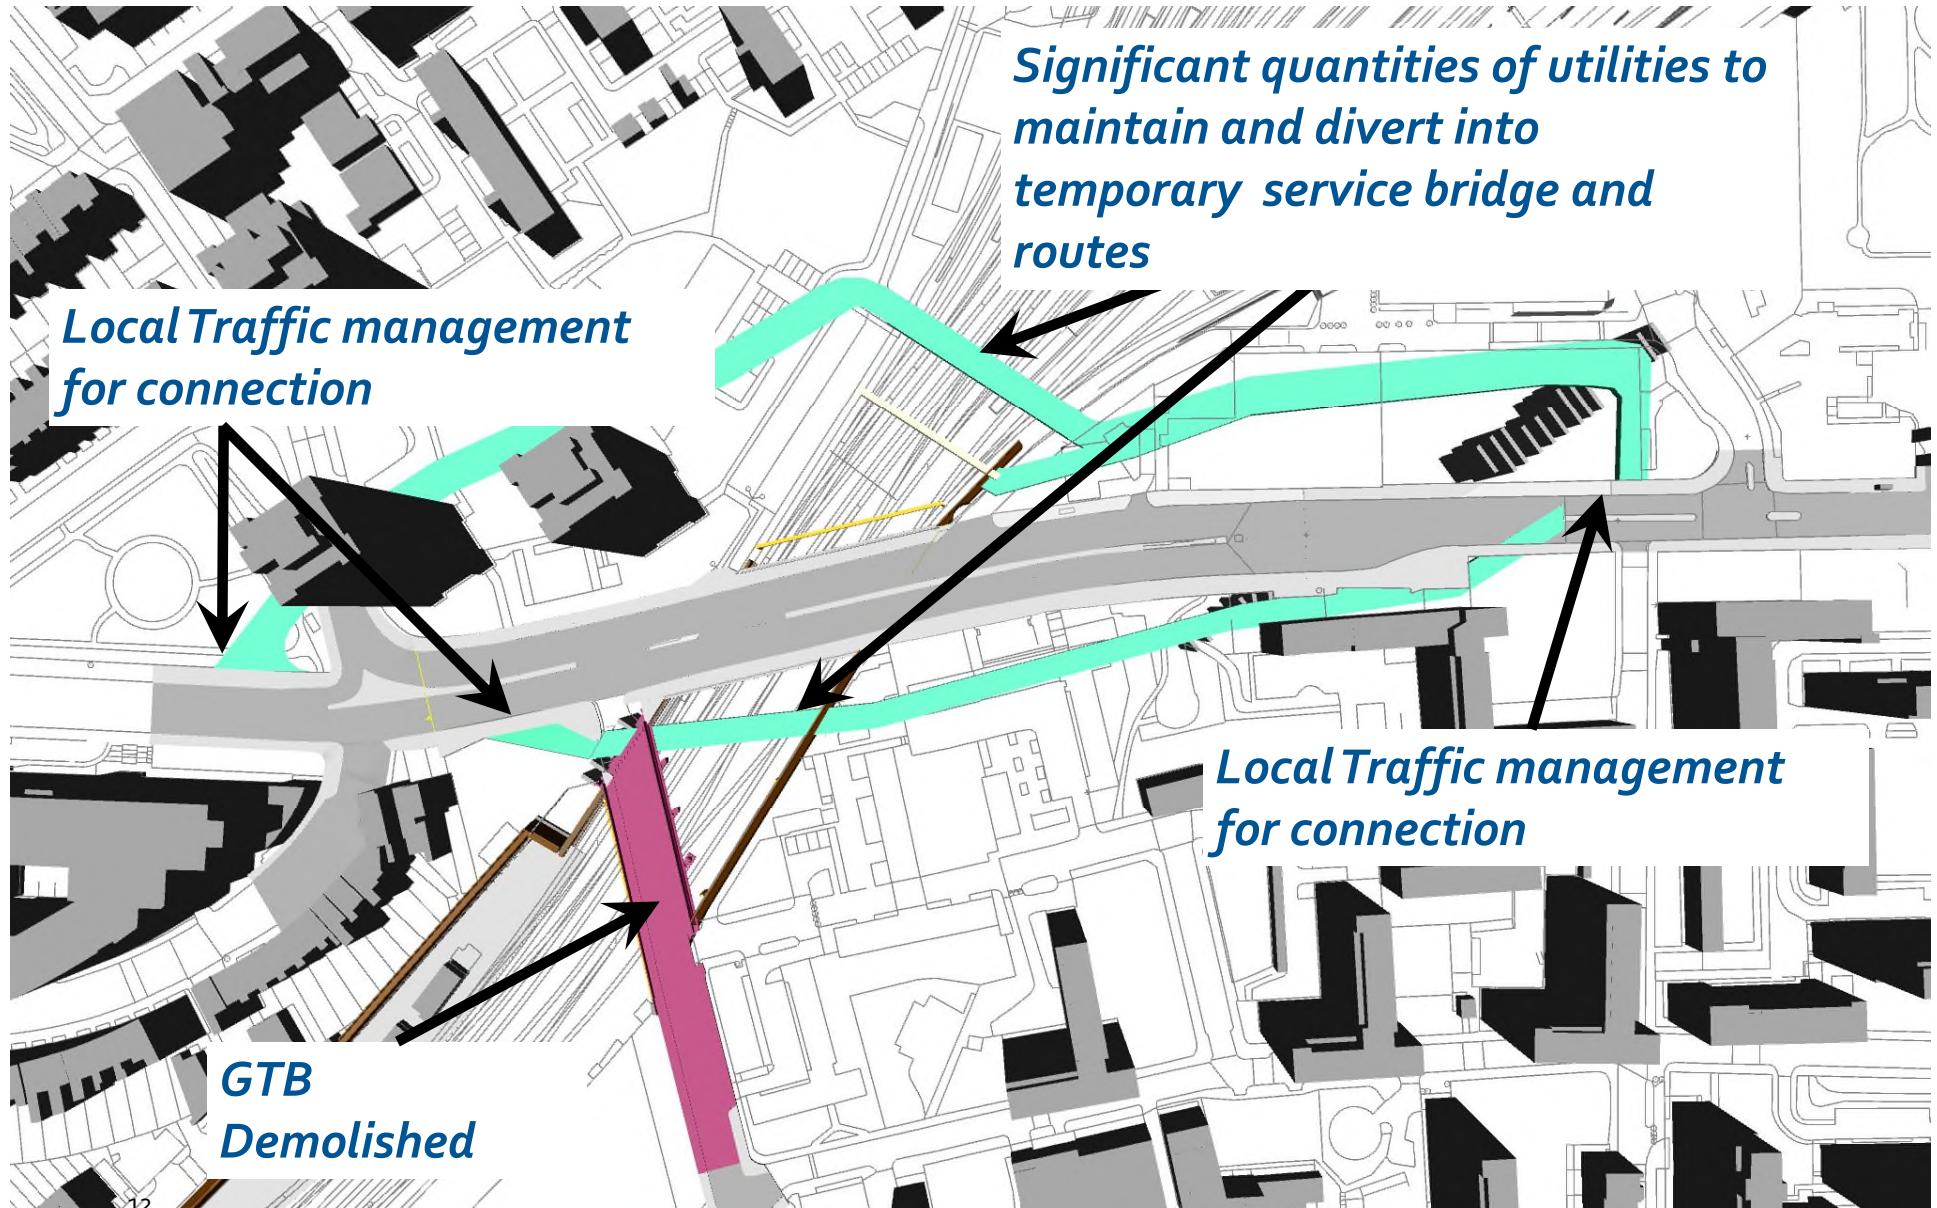 Significant quantities of utilities to
maintain and divert into
temporary service bridge and
routes
Local Traffic management
for connection
Local Traffic management
for connection
GTB
Demolished
12